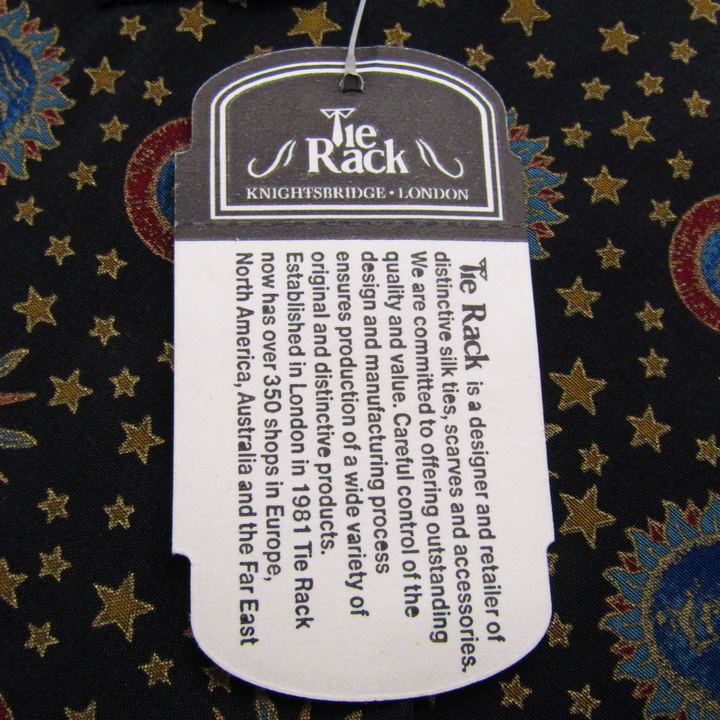 Tie
Rack
KNIGHTSBRIDGE • LONDON
Tie Rack is a designer and retailer of
distinctive silk ties, scarves and accessories.
We are committed to offering outstanding
quality and value. Careful control of the
design and manufacturing process
ensures production of a wide variety of
original and distinctive products.
Established in London in 1981 Tie Rack
now has over 350 shops in Europe,
North America, Australia and the Far East